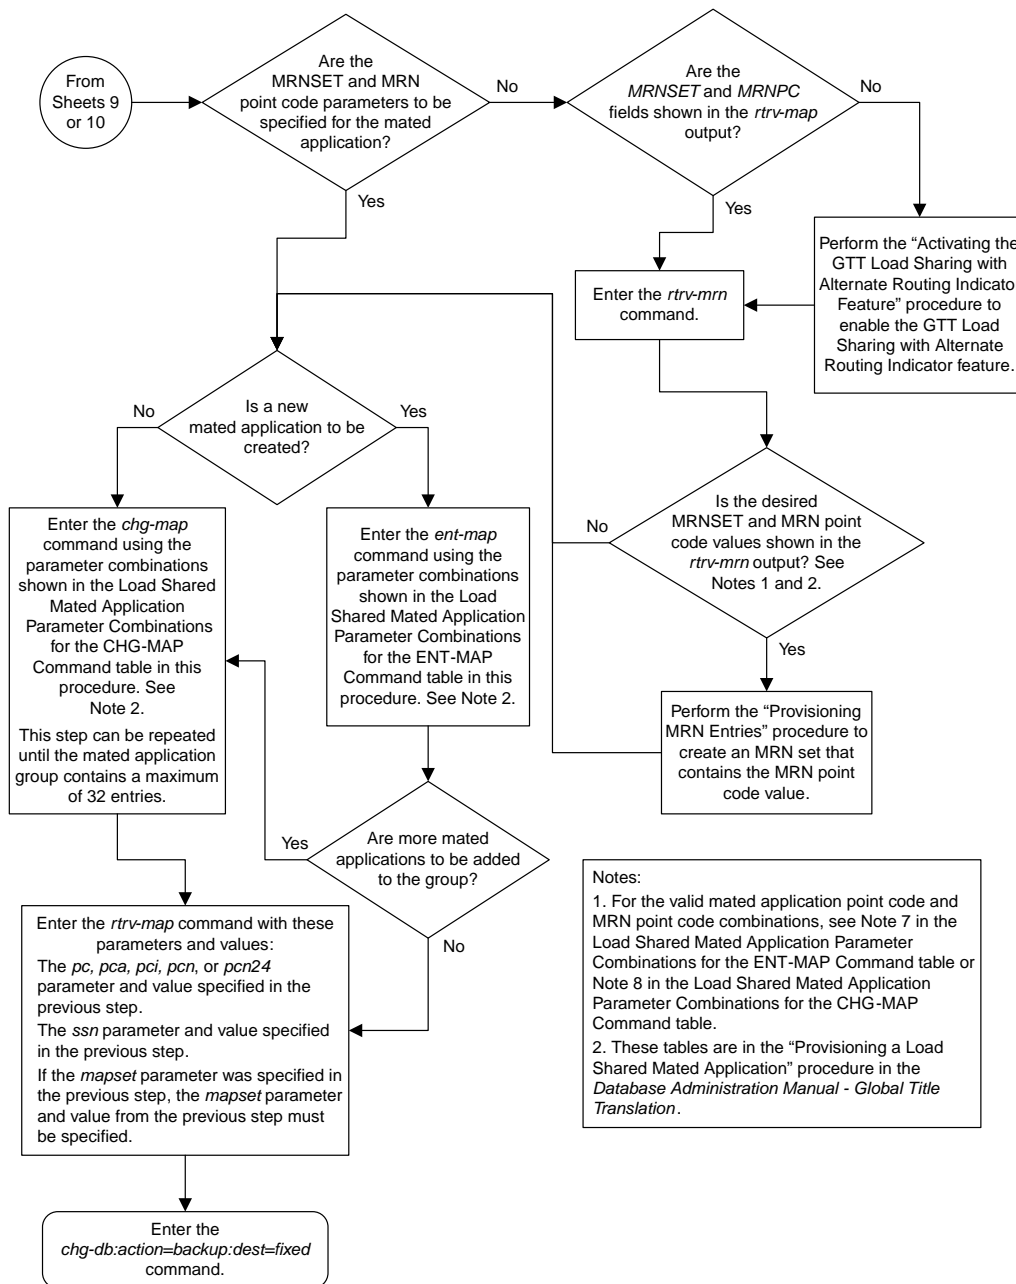 From
Sheets 9
or 10
Are the
MRNSET and MRN
point code parameters to be
specified for the mated
application?
No
Yes
Are the
MRNSET and MRNPC
fields shown in the rtrv-map
output?
No
Yes
Perform the “Activating the
GTT Load Sharing with
Alternate Routing Indicato
Feature” procedure to
enable the GTT Load
Sharing with Alternate
Routing Indicator feature.
Enter the rtrv-mrn
command.
Is a new
mated application to be
created?
No
Yes
Is the desired
MRNSET and MRN point
code values shown in the
rtrv-mrn output? See
Notes 1 and 2.
No
Yes
Enter the chg-map
command using the
parameter combinations
shown in the Load Shared
Mated Application
Parameter Combinations
for the CHG-MAP
Command table in this
procedure. See
Note 2.
This step can be repeated
until the mated application
group contains a maximum
of 32 entries.
Enter the ent-map
command using the
parameter combinations
shown in the Load
Shared Mated Application
Parameter Combinations
for the ENT-MAP
Command table in this
procedure. See Note 2.
Perform the “Provisioning
MRN Entries” procedure to
create an MRN set that
contains the MRN point
code value.
Are more mated
applications to be added
to the group?
Yes
No
Enter the rtrv-map command with these
parameters and values:
The pc, pca, pci, pcn, or pcn24
parameter and value specified in the
previous step.
The ssn parameter and value specified
in the previous step.
If the mapset parameter was specified in
the previous step, the mapset parameter
and value from the previous step must
be specified.
Notes:
1. For the valid mated application point code and
MRN point code combinations, see Note 7 in the
Load Shared Mated Application Parameter
Combinations for the ENT-MAP Command table or
Note 8 in the Load Shared Mated Application
Parameter Combinations for the CHG-MAP
Command table.
2. These tables are in the “Provisioning a Load
Shared Mated Application” procedure in the
Database Administration Manual - Global Title
Translation.
Enter the
chg-db:action=backup:dest=fixed
command.